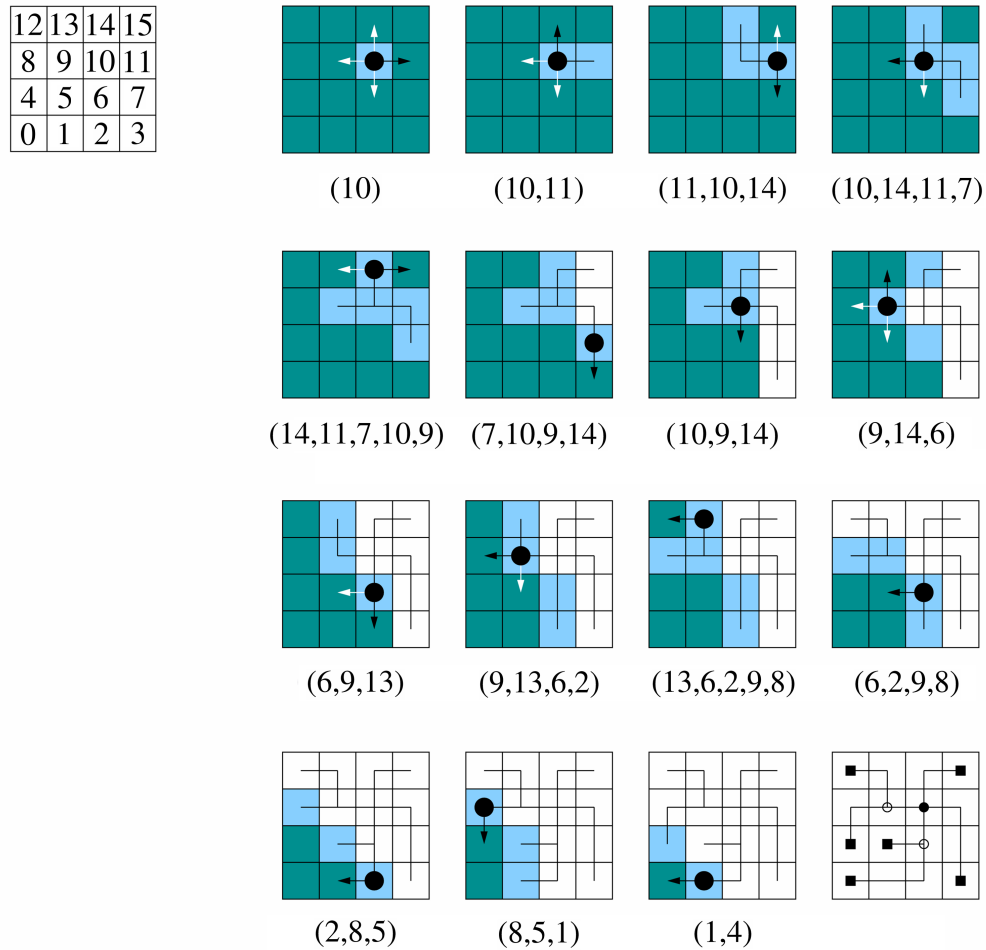 12 13 14 15
8 9 10 11
4 5 6 7
0 1 2 3
(10) (10,11) (11,10,14) (10,14,11,7)
(14,11,7,10,9) (7,10,9,14) (10,9,14) (9,14,6)
(6,9,13) (9,13,6,2) (13,6,2,9,8) (6,2,9,8)
(2,8,5) (8,5,1) (1,4)